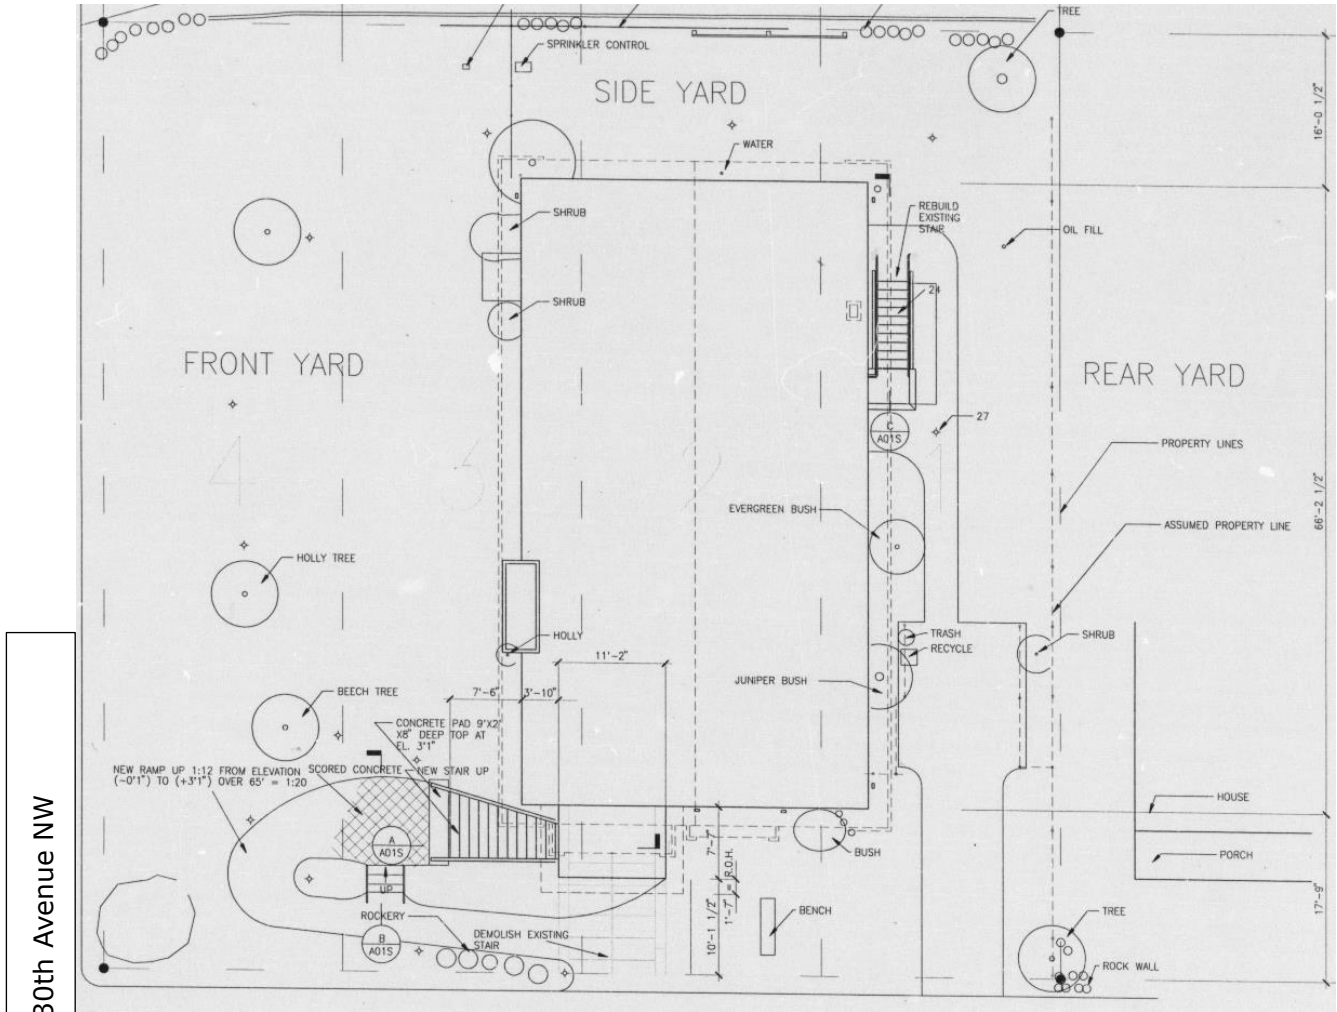 TREE
SPRINKLER CONTROL
SIDE YARD
16'-0 1/2"
WATER
SHRUB
REBUILD
EXISTING
STAIR
OIL FILL
24
SHRUB
FRONT YARD
REAR YARD
27
C
A01S
4
3
2
1
PROPERTY LINES
66'-2 1/2"
EVERGREEN BUSH
ASSUMED PROPERTY LINE
HOLLY TREE
HOLLY
TRASH
RECYCLE
SHRUB
11'-2"
7'-6"
3'-10"
JUNIPER BUSH
BEECH TREE
CONCRETE PAD 9'X2'
X8" DEEP TOP AT
EL. 3'1"
NEW RAMP UP 1:12 FROM ELEVATION
(-0'1") TO (+3'1") OVER 65' = 1:20
SCORED CONCRETE
NEW STAIR UP
HOUSE
A
A01S
7'-7"
BUSH
PORCH
UP
1'-7" = R.O.H.
ROCKERY
BENCH
17'-9"
TREE
B
A01S
DEMOLISH EXISTING
STAIR
10'-1 1/2"
ROCK WALL
30th Avenue NW